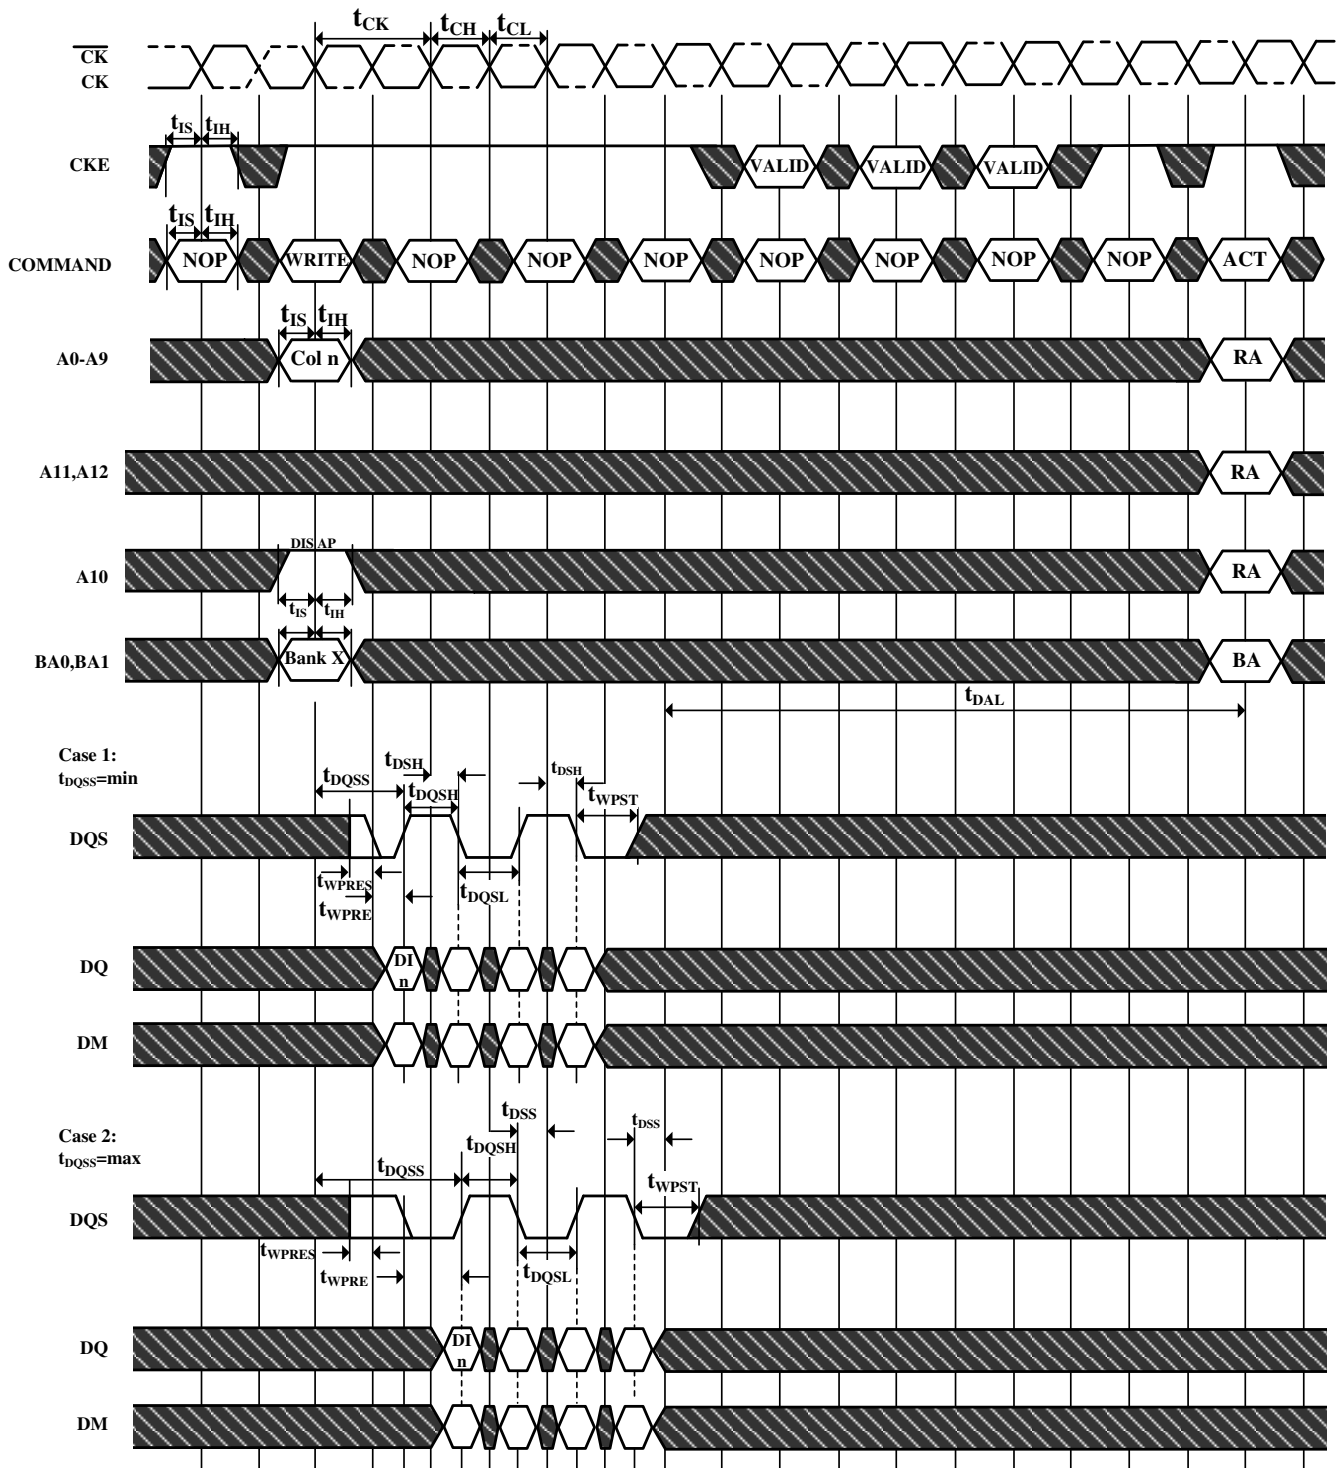 tCK tCH tCL
CK
CK
tIS tIH
CKE VALID VALID VALID
tIS tIH
COMMAND NOP WRITE NOP NOP NOP NOP NOP NOP NOP ACT
tIS tIH
A0-A9 Col n RA
A11,A12 RA
DIS AP
A10 RA
tIS tIH
BA0,BA1 Bank X BA
tDAL
Case 1:
tDQSS=min
tDSH tDSH
tDQSS tDQSH tWPST
DQS
tWPRES tDQSL
tWPRE
DQ DI
n
DM
Case 2:
tDQSS=max
tDSS tDSS
tDQSH
tDQSS tWPST
DQS
tWPRES
tWPRE tDQSL
DQ DI
n
DM